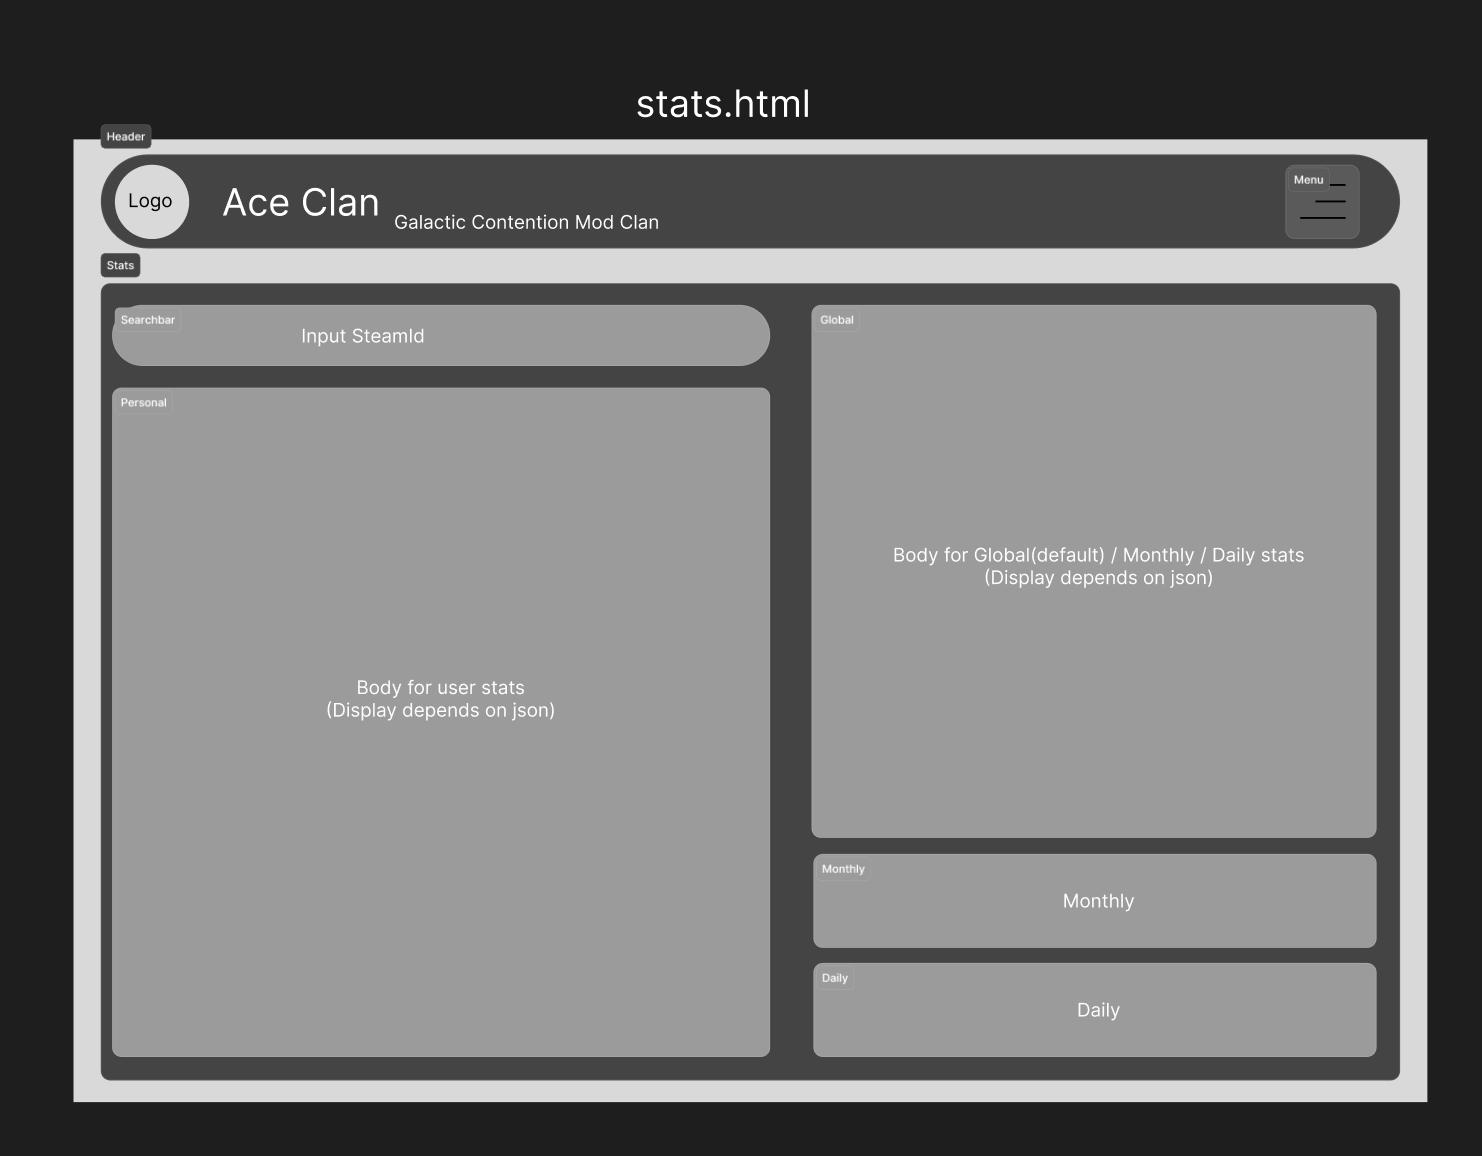 stats.html
Header
Logo
Ace Clan
Galactic Contention Mod Clan
Menu
Stats
Searchbar
Input SteamId
Personal
Body for user stats
(Display depends on json)
Global
Body for Global(default) / Monthly / Daily stats
(Display depends on json)
Monthly
Monthly
Daily
Daily